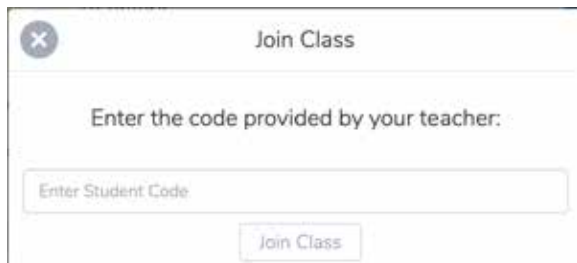 Join Class
Enter the code provided by your teacher:
Enter Student Code
Join Class